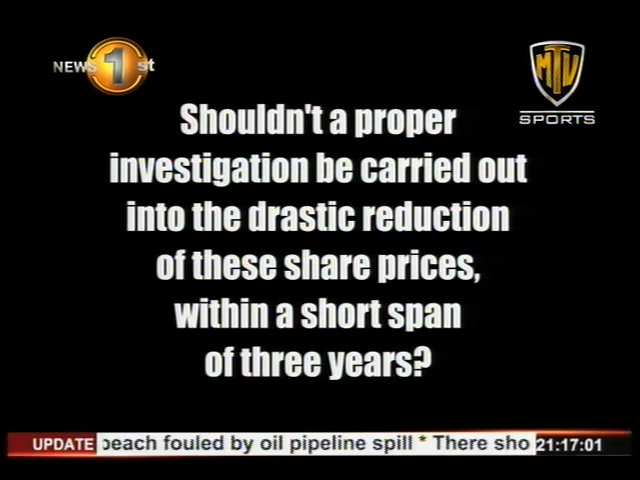 NEWS 1st
MTV
SPORTS
Shouldn't a proper
investigation be carried out
into the drastic reduction
of these share prices,
within a short span
of three years?
UPDATE beach fouled by oil pipeline spill * There sho 21:17:01